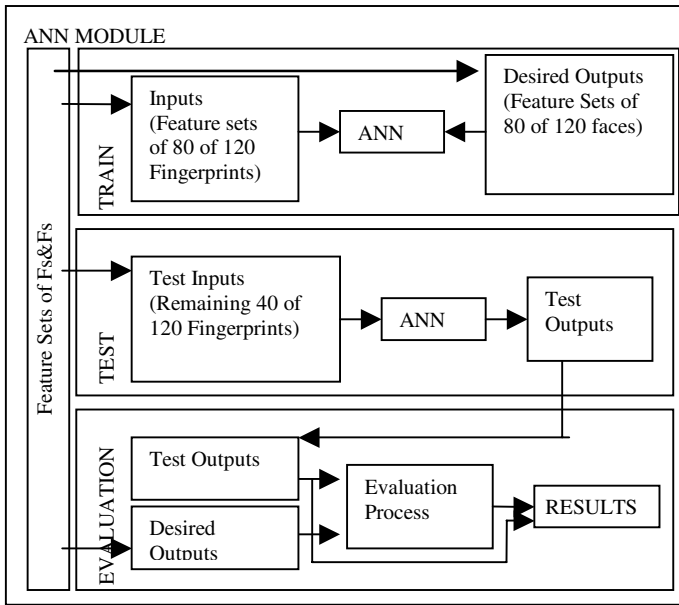 ANN MODULE
Feature Sets of Fs&Fs
TRAIN
Inputs
(Feature sets
of 80 of 120
Fingerprints)
ANN
Desired Outputs
(Feature Sets of
80 of 120 faces)
TEST
Test Inputs
(Remaining 40 of
120 Fingerprints)
ANN
Test
Outputs
EVALUATION
Test Outputs
Desired
Outputs
Evaluation
Process
RESULTS